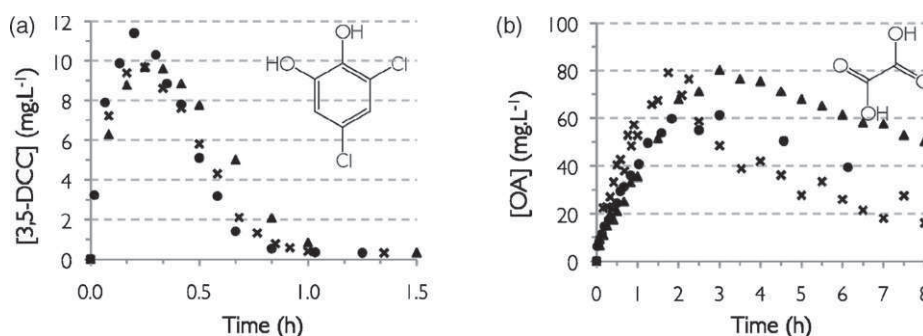 (a)
[3,5-DCC] (mg.L-1)
12
10
8
6
4
2
0
0.0
0.5
1.0
1.5
Time (h)
OH
HO
Cl
Cl
(b)
[OA] (mg.L-1)
100
80
60
40
20
0
0
1
2
3
4
5
6
7
8
Time (h)
OH
O
O
OH